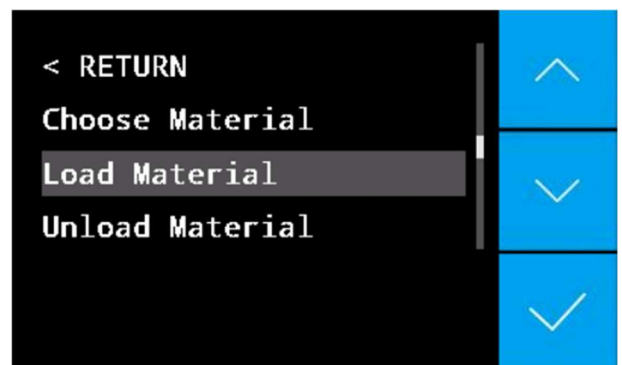 < RETURN
Choose Material
Load Material
Unload Material